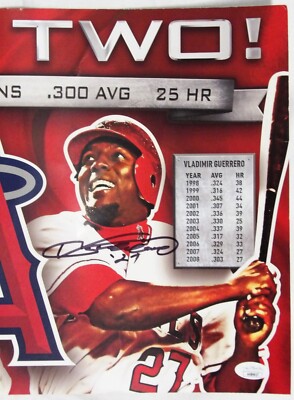 TWO!
NS .300 AVG 25 HR
VLADIMIR GUERRERO
YEAR AVG HR
1998 .324 38
1999 .316 42
2000 .345 44
2001 .307 34
2002 .336 39
2003 .330 25
2004 .337 39
2005 .317 32
2006 .329 33
2007 .324 27
2008 .303 27
27
27